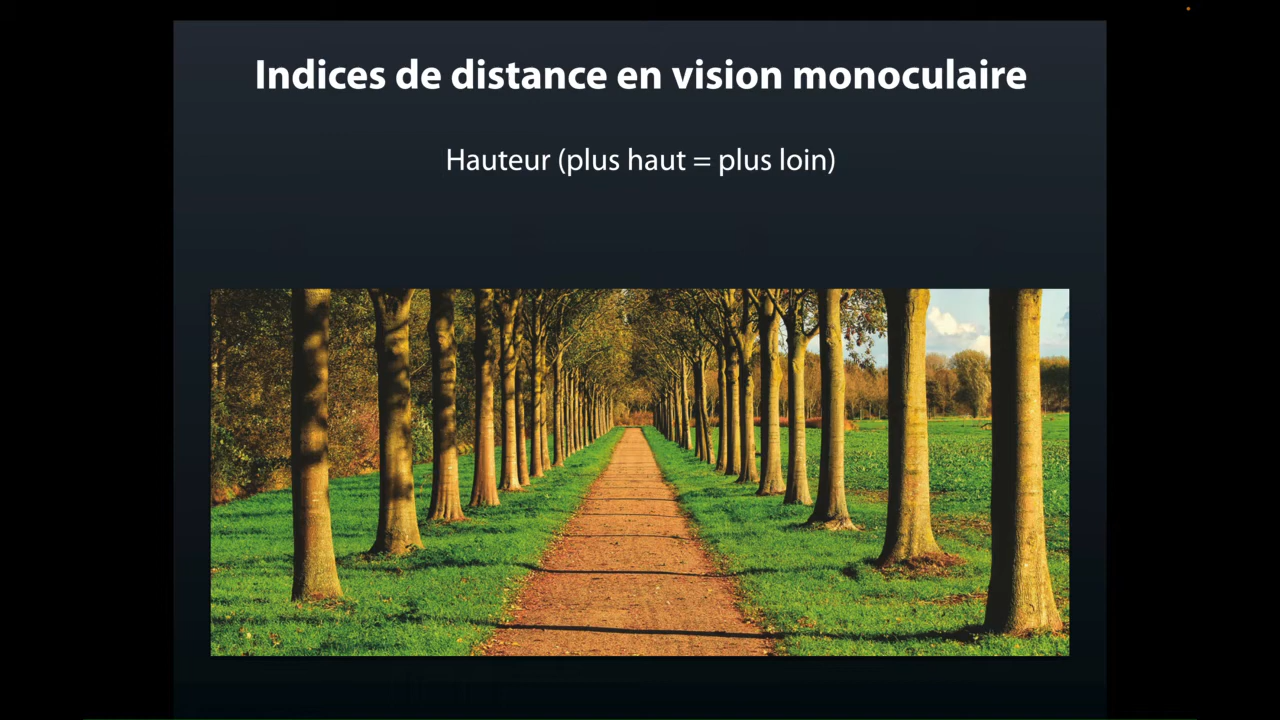 Indices de distance en vision monoculaire
Hauteur (plus haut = plus loin)